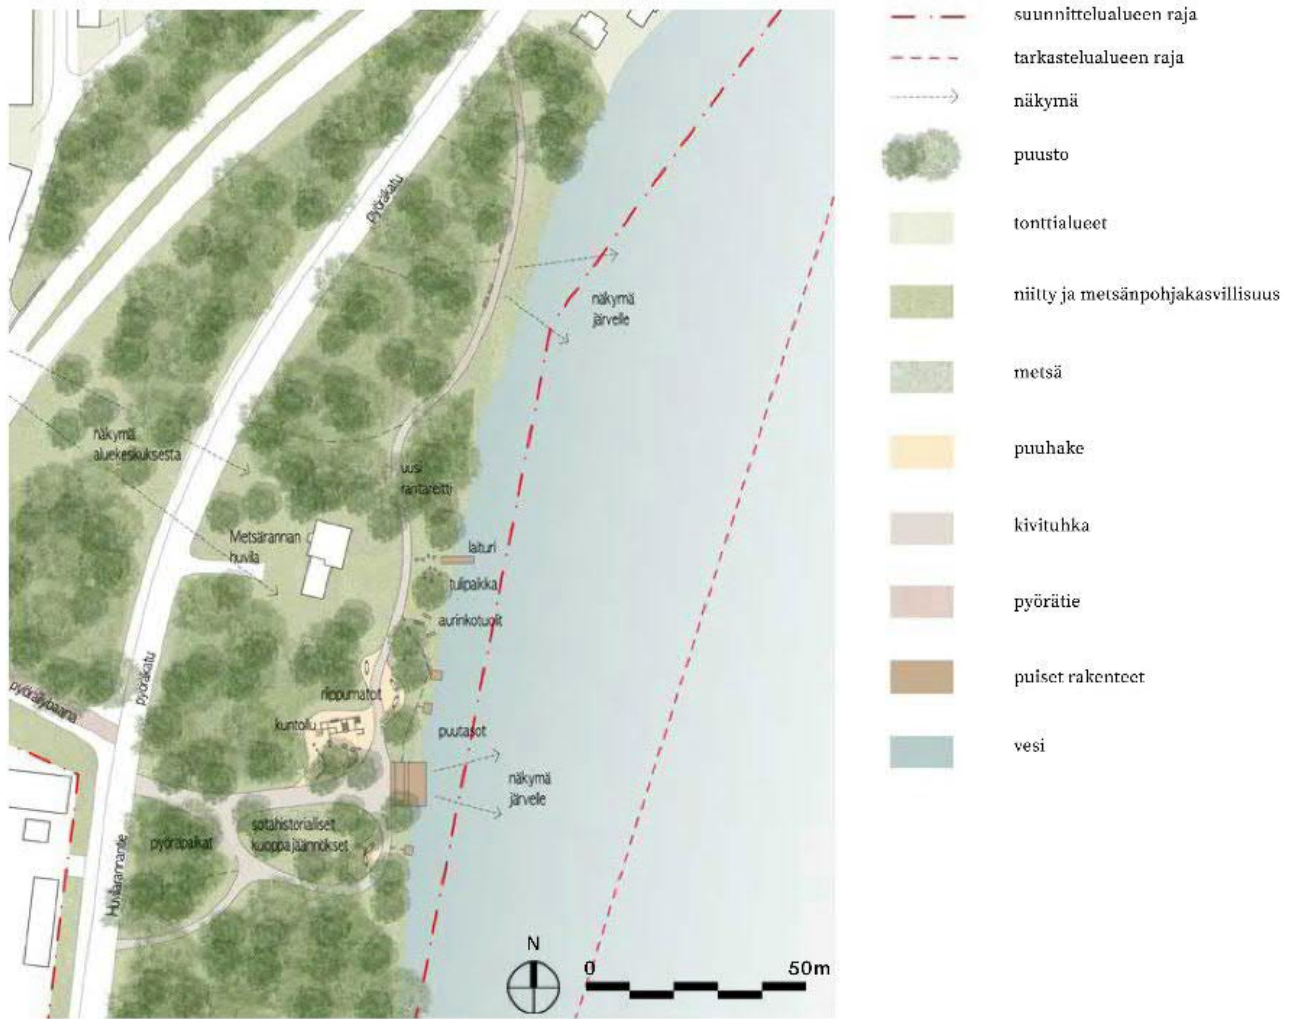 pyöräkatu
näkymä
järvelle
näkymä
aluekeskuksesta
uusi
rantareitti
Metsärannan
huvila
laituri
tulipaikka
aurinkotuolit
pyöräkatu
riippumatot
kuntoilu
puutasot
näkymä
järvelle
sotahistorialiset
kuoppajäännökset
pyöräpaikat
Huvilarannantie
N
0 50m
suunnittelualueen raja
tarkastelualueen raja
näkymä
puusto
tonttialueet
niitty ja metsänpohjakasvillisuus
metsä
puuhake
kivituhka
pyörätie
puiset rakenteet
vesi